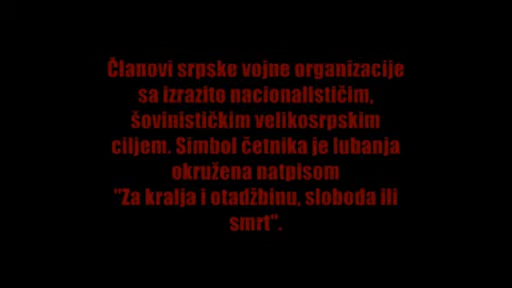 Članovi srpske vojne organizacije
sa izrazito nacionalističim,
šovinističkim velikosrpskim
ciljem. Simbol četnika je lubanja
okružena natpisom
"Za kralja i otadžbinu, sloboda ili
smrt".